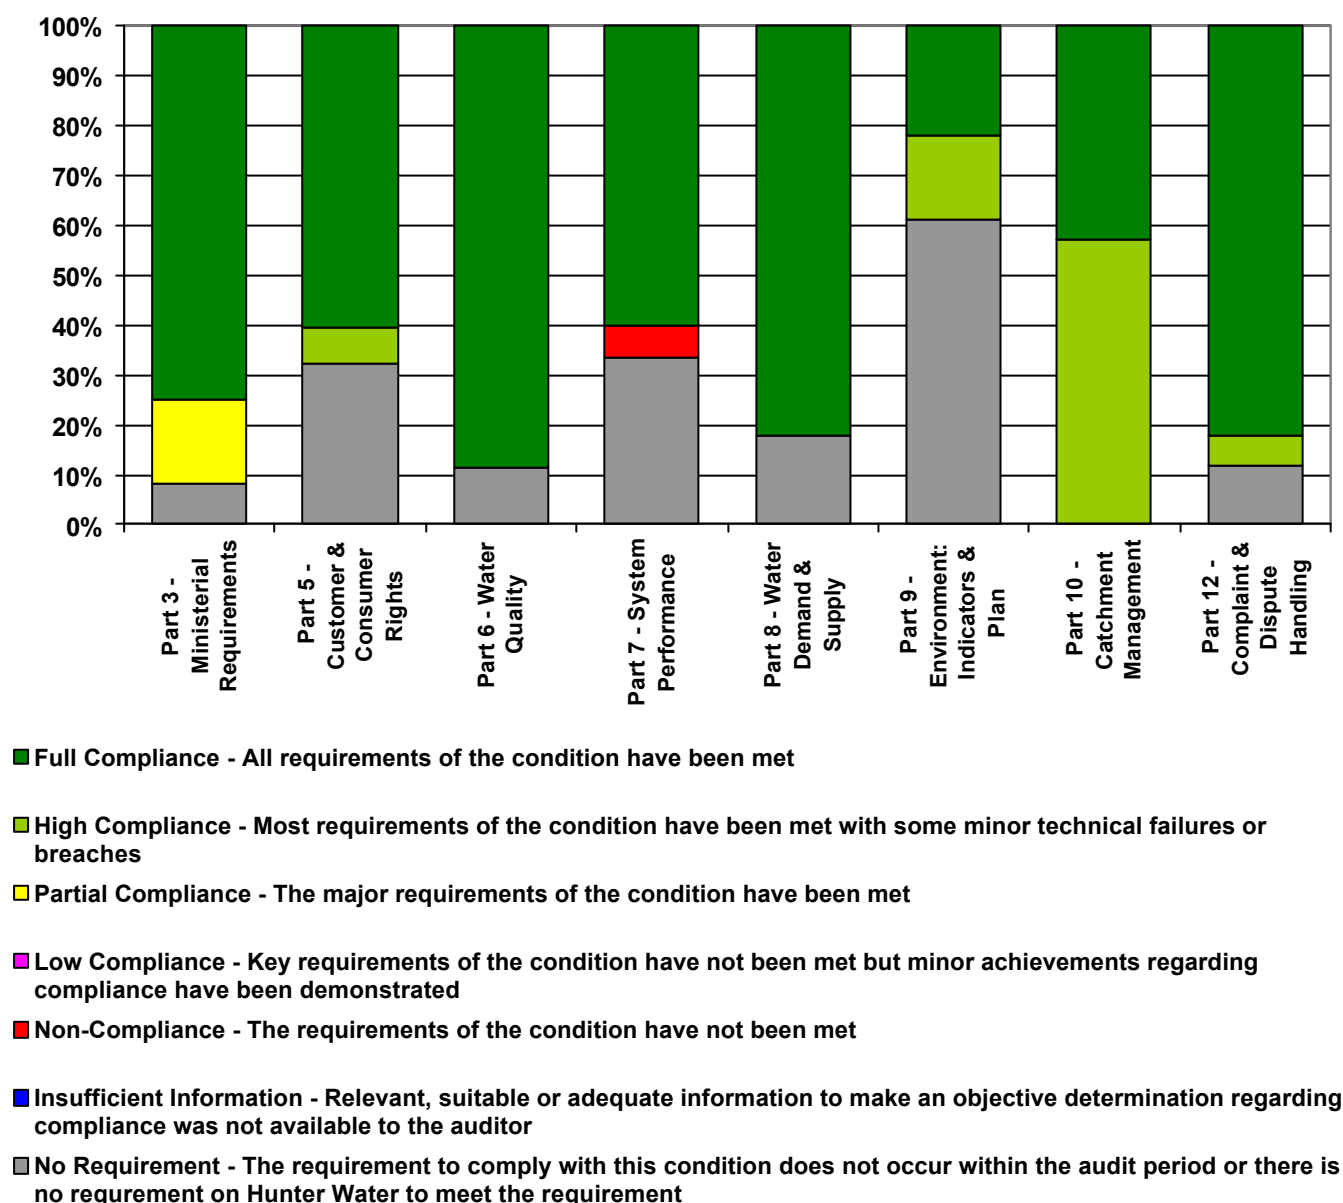 100%
90%
80%
70%
60%
50%
40%
30%
20%
10%
0%
Part 3 -
Ministerial
Requirements
Part 5 -
Customer &
Consumer
Rights
Part 6 - Water
Quality
Part 7 - System
Performance
Part 8 - Water
Demand &
Supply
Part 9 -
Environment:
Indicators &
Plan
Part 10 -
Catchment
Management
Part 12 -
Complaint &
Dispute
Handling
Full Compliance - All requirements of the condition have been met
High Compliance - Most requirements of the condition have been met with some minor technical failures or
breaches
Partial Compliance - The major requirements of the condition have been met
Low Compliance - Key requirements of the condition have not been met but minor achievements regarding
compliance have been demonstrated
Non-Compliance - The requirements of the condition have not been met
Insufficient Information - Relevant, suitable or adequate information to make an objective determination regarding
compliance was not available to the auditor
No Requirement - The requirement to comply with this condition does not occur within the audit period or there is
no regurement on Hunter Water to meet the requirement